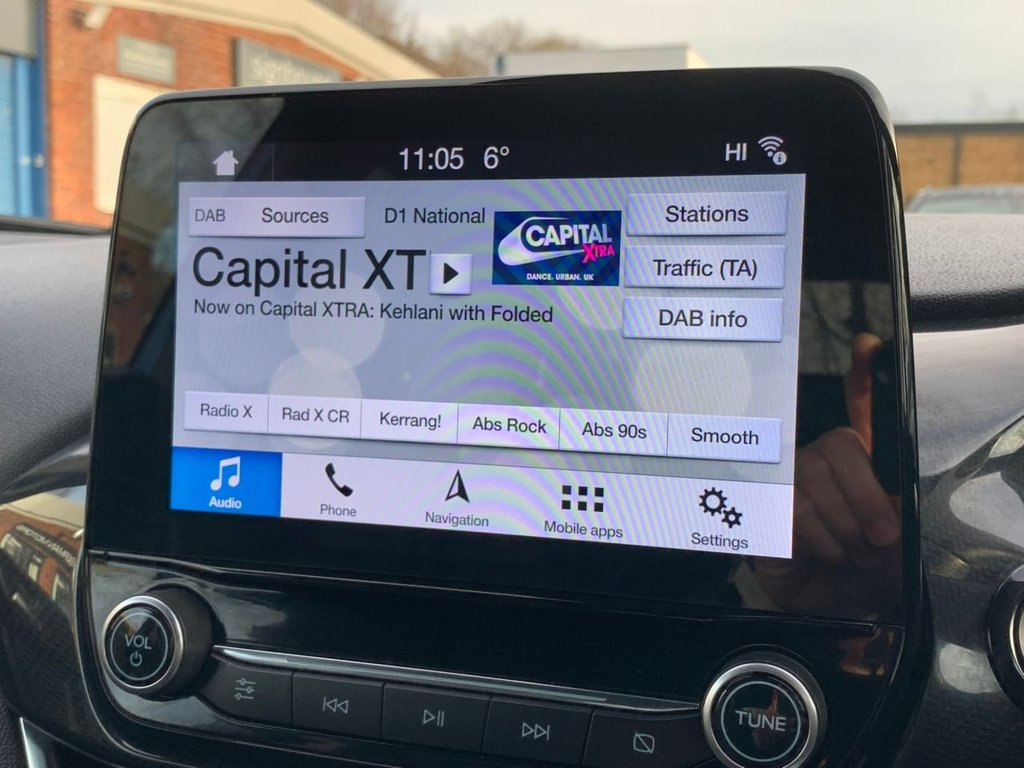 11:05 6° HI
DAB Sources D1 National
CAPITAL
XTRA
DANCE. URBAN. UK
Stations
Capital XT
Traffic (TA)
Now on Capital XTRA: Kehlani with Folded
DAB info
Radio X Rad X CR Kerrang! Abs Rock Abs 90s Smooth
Audio Phone Navigation Mobile apps Settings
VOL
TUNE